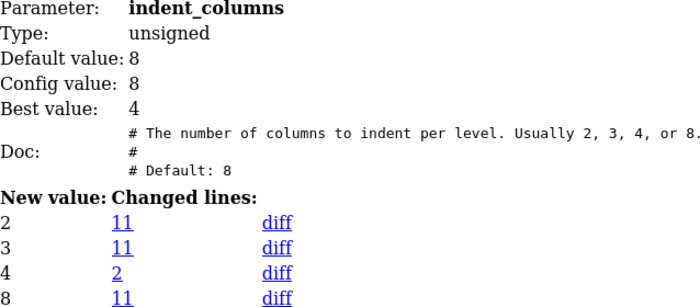 Parameter: indent_columns
Type: unsigned
Default value: 8
Config value: 8
Best value: 4
Doc:
# The number of columns to indent per level. Usually 2, 3, 4, or 8.
#
# Default: 8
New value: Changed lines:
2 11 diff
3 11 diff
4 2 diff
8 11 diff